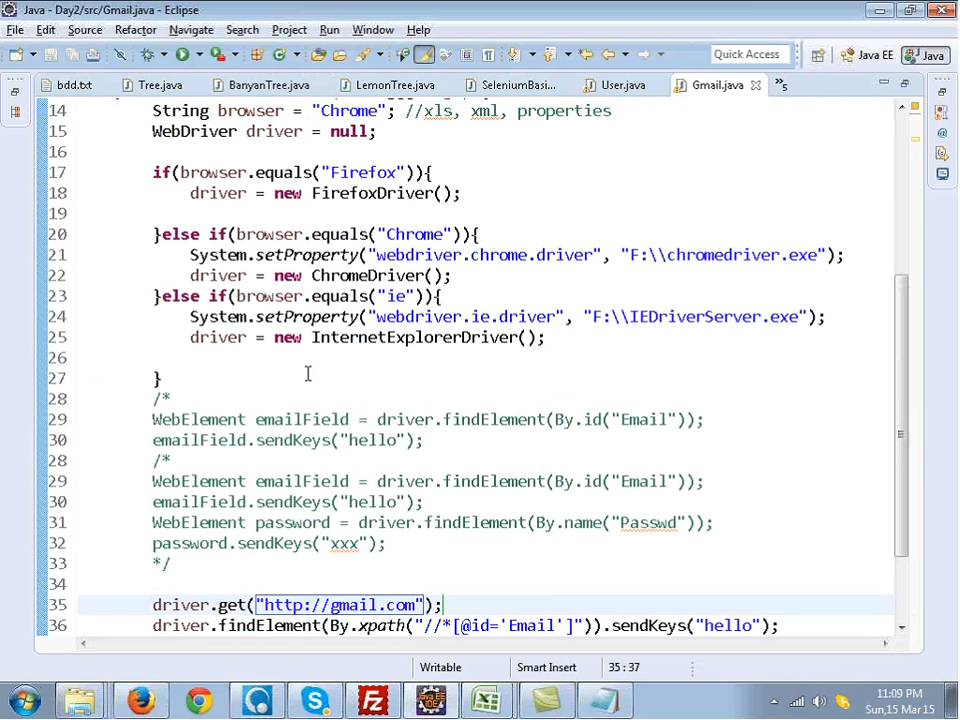 Java - Day2/src/Gmail.java - Eclipse
File Edit Source Refactor Navigate Search Project Run Window Help
Quick Access Java EE Java
bdd.txt Tree.java BanyanTree.java LemonTree.java SeleniumBasi... User.java Gmail.java »5
14 String browser = "Chrome"; //xls, xml, properties
15 WebDriver driver = null;
16
17 if(browser.equals("Firefox")){
18 driver = new FirefoxDriver();
19
20 }else if(browser.equals("Chrome")){
21 System.setProperty("webdriver.chrome.driver", "F:\\chromedriver.exe");
22 driver = new ChromeDriver();
23 }else if(browser.equals("ie")){
24 System.setProperty("webdriver.ie.driver", "F:\\IEDriverServer.exe");
25 driver = new InternetExplorerDriver();
26
27 }
28 /*
29 WebElement emailField = driver.findElement(By.id("Email"));
30 emailField.sendKeys("hello");
28 /*
29 WebElement emailField = driver.findElement(By.id("Email"));
30 emailField.sendKeys("hello");
31 WebElement password = driver.findElement(By.name("Passwd"));
32 password.sendKeys("xxx");
33 */
34
35 driver.get("http://gmail.com");
36 driver.findElement(By.xpath("//*[@id='Email']")).sendKeys("hello");
Writable Smart Insert 35 : 37
11:09 PM
Sun,15 Mar 15